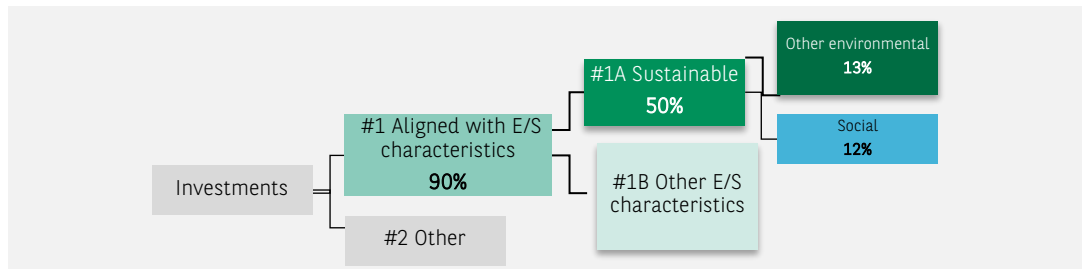 Investments
#1 Aligned with E/S
characteristics
90%
#2 Other
#1A Sustainable
50%
#1B Other E/S
characteristics
Other environmental
13%
Social
12%